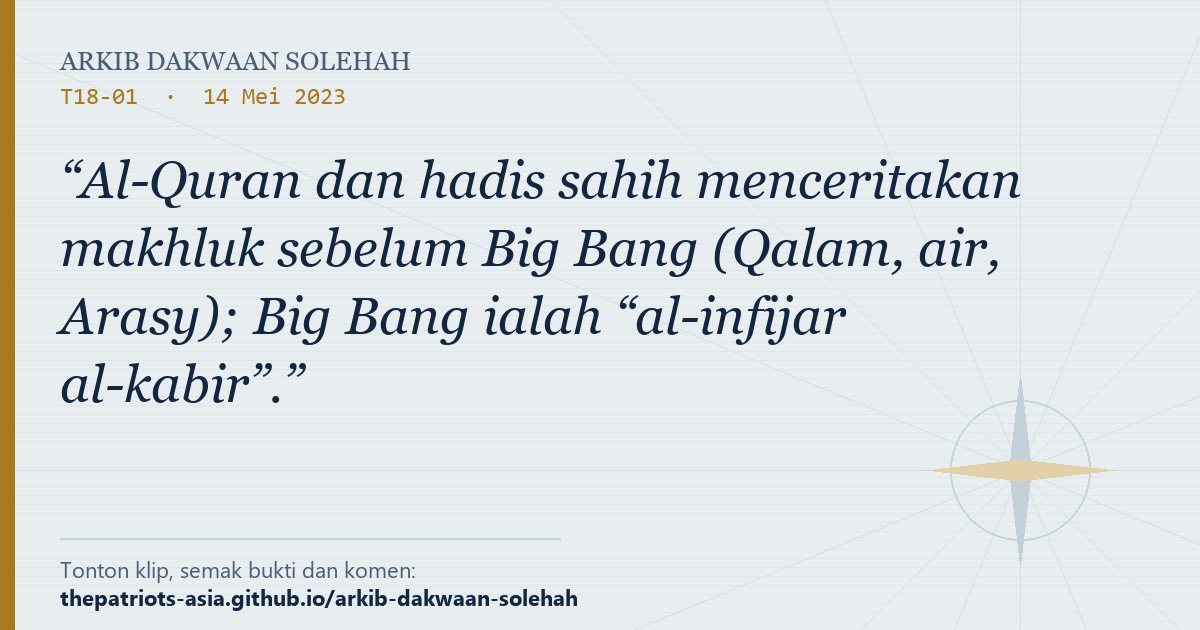 ARKIB DAKWAAN SOLEHAH
T18-01 · 14 Mei 2023
“Al-Quran dan hadis sahih menceritakan
makhluk sebelum Big Bang (Qalam, air,
Arasy); Big Bang ialah “al-infijar
al-kabir”.”
Tonton klip, semak bukti dan komen:
thepatriots-asia.github.io/arkib-dakwaan-solehah